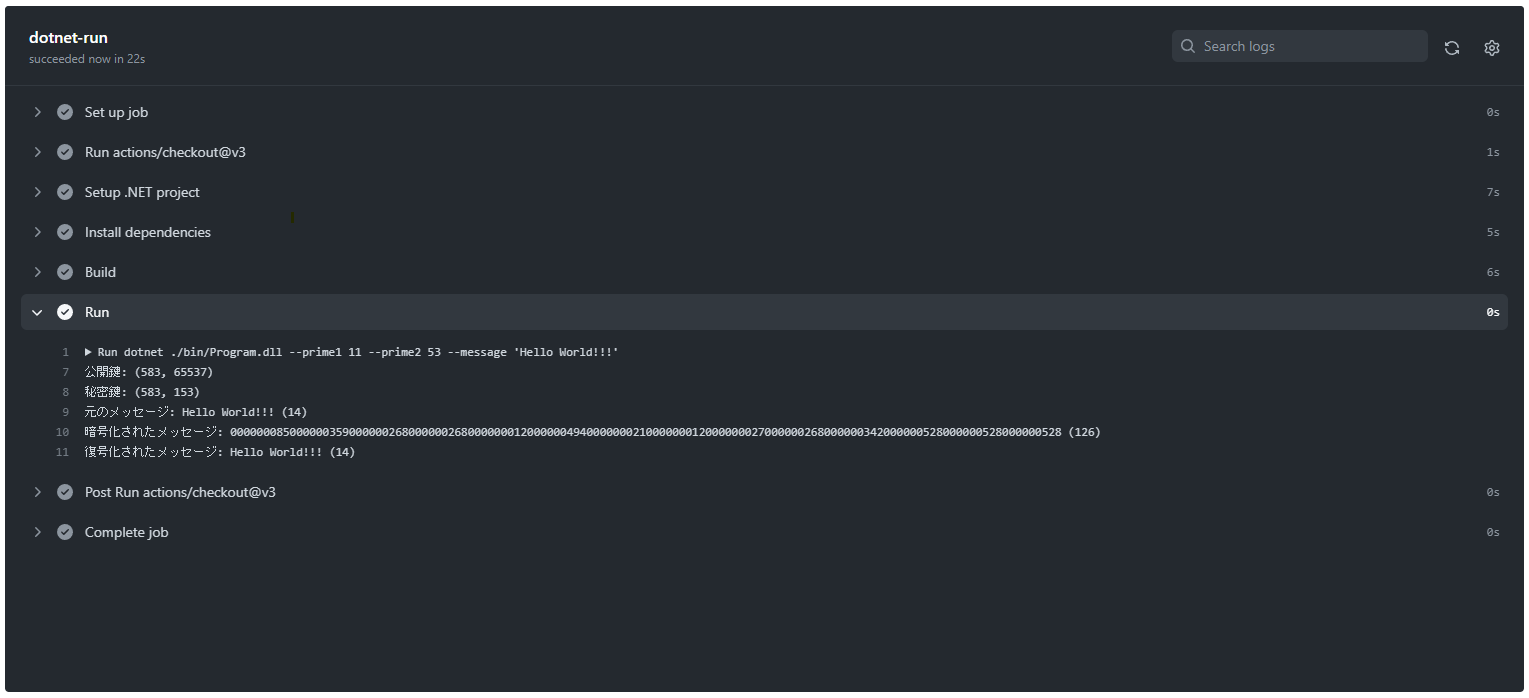 dotnet-run
succeeded now in 22s
Search logs
Set up job 0s
Run actions/checkout@v3 1s
Setup .NET project 7s
Install dependencies 5s
Build 6s
Run 0s
1 ▶ Run dotnet ./bin/Program.dll --prime1 11 --prime2 53 --message 'Hello World!!!'
7 公開鍵: (583, 65537)
8 秘密鍵: (583, 153)
9 元のメッセージ: Hello World!!! (14)
10 暗号化されたメッセージ: 000000085000000359000000268000000268000000012000000494000000021000000012000000027000000268000000342000000528000000528000000528 (126)
11 復号化されたメッセージ: Hello World!!! (14)
Post Run actions/checkout@v3 0s
Complete job 0s